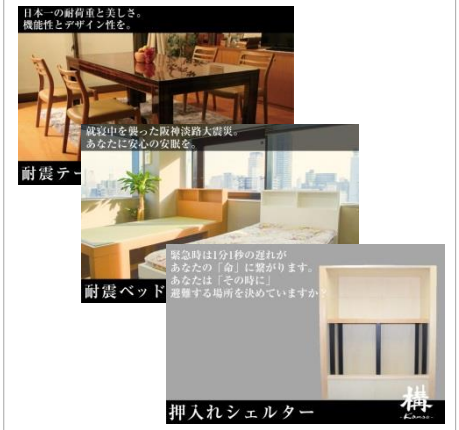 日本一の耐荷重と美しさ。
機能性とデザイン性を。
耐震テー
就寝中を襲った阪神淡路大震災。
あなたに安心の安眠を。
耐震ベッド
緊急時は1分1秒の遅れが
あなたの「命」に繋がります。
あなたは「その時に」
避難する場所を決めていますか?
押入れシェルター
構
-Kamae-